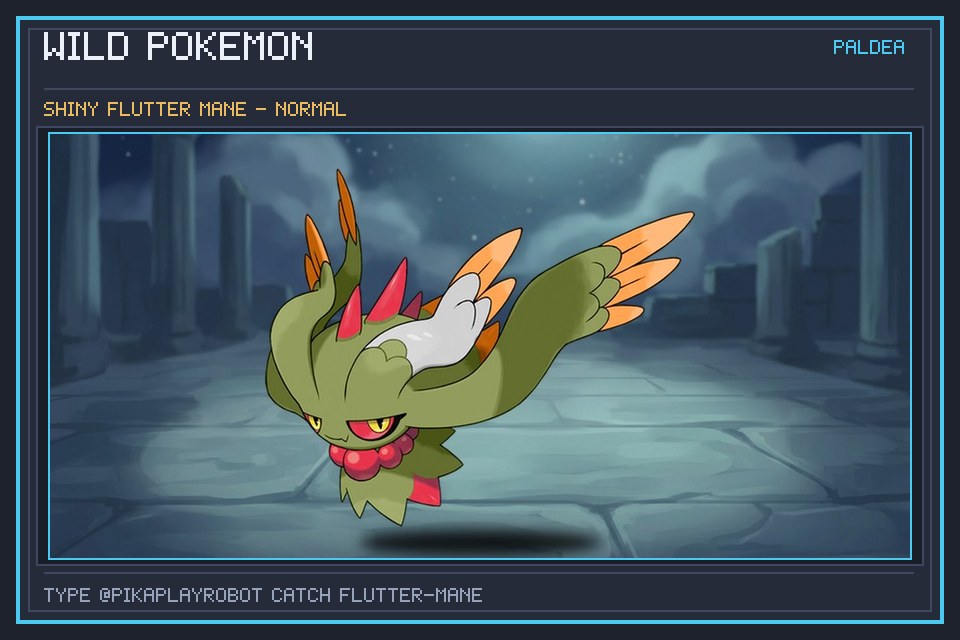 WILD POKEMON
PALDEA
SHINY FLUTTER MANE - NORMAL
TYPE @PIKAPLAYROBOT CATCH FLUTTER-MANE